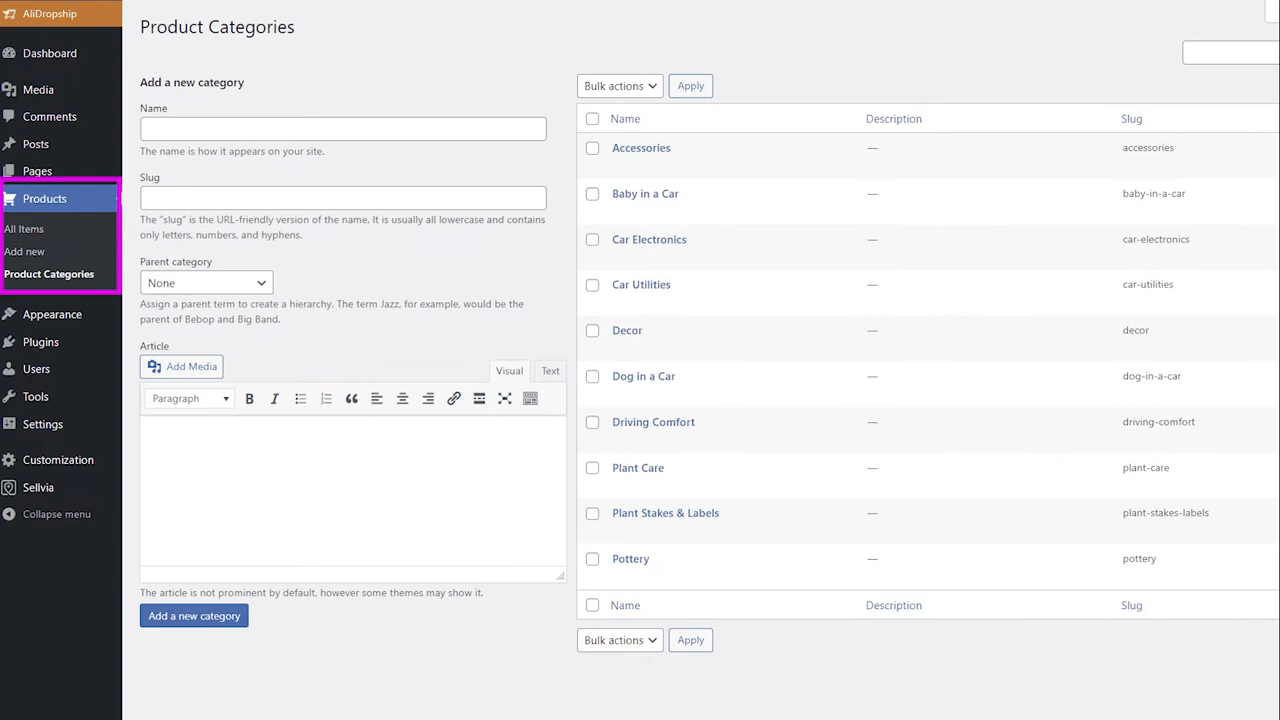 AliDropship
Dashboard
Media
Comments
Posts
Pages
Products
All Items
Add new
Product Categories
Appearance
Plugins
Users
Tools
Settings
Customization
Sellvia
Collapse menu
Product Categories
Add a new category
Name
The name is how it appears on your site.
Slug
The "slug" is the URL-friendly version of the name. It is usually all lowercase and contains
only letters, numbers, and hyphens.
Parent category
None
Assign a parent term to create a hierarchy. The term Jazz, for example, would be the
parent of Bebop and Big Band.
Article
Add Media
Visual Text
Paragraph B I
The article is not prominent by default, however some themes may show it.
Add a new category
Bulk actions Apply
Name Description Slug
Accessories — accessories
Baby in a Car — baby-in-a-car
Car Electronics — car-electronics
Car Utilities — car-utilities
Decor — decor
Dog in a Car — dog-in-a-car
Driving Comfort — driving-comfort
Plant Care — plant-care
Plant Stakes & Labels — plant-stakes-labels
Pottery — pottery
Name Description Slug
Bulk actions Apply